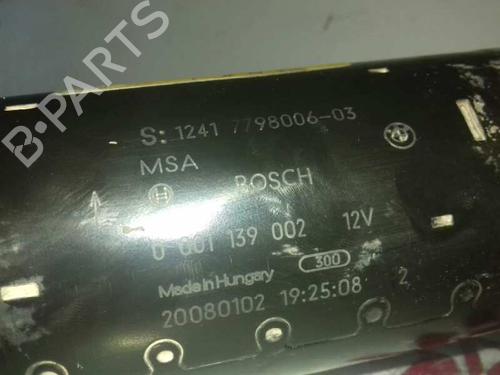 B-PARTS
S: 1241 7798006-03
MSA
BOSCH
0 001 139 002 12V
Made in Hungary 300
20080102 19:25:08 2